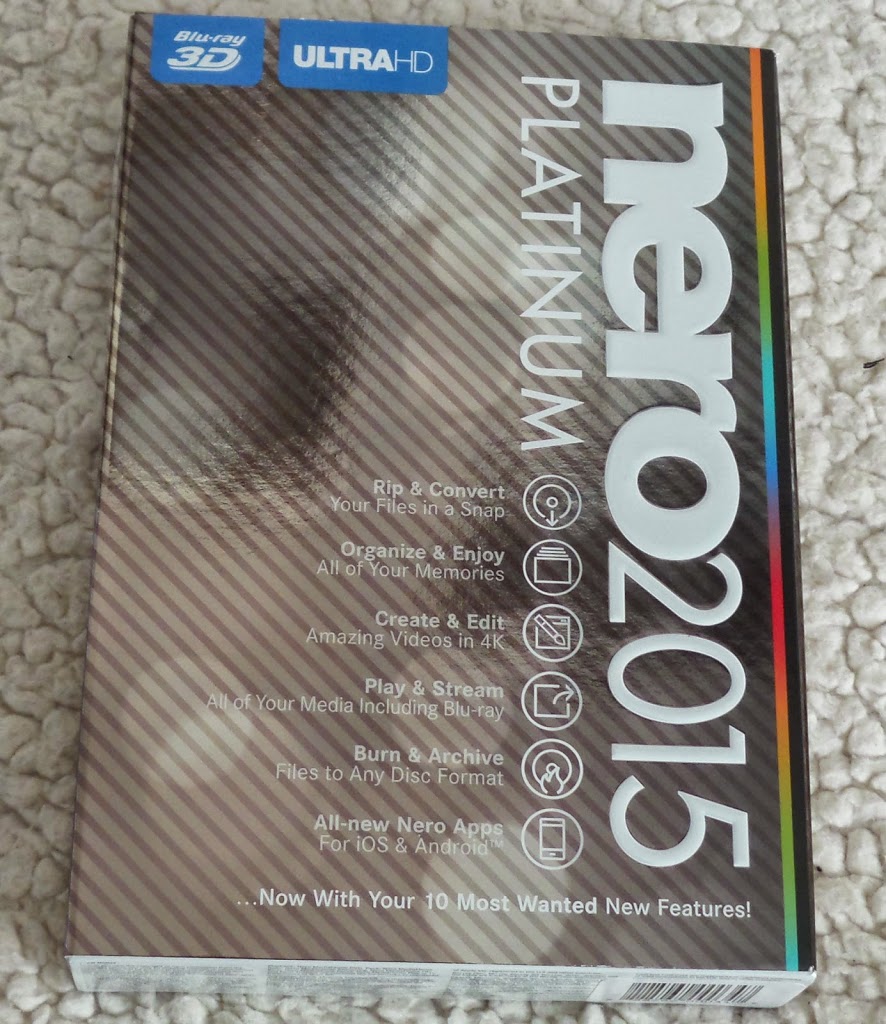 Blu-ray
3D
ULTRAHD
nero2015
PLATINUM
Rip & Convert
Your Files in a Snap
Organize & Enjoy
All of Your Memories
Create & Edit
Amazing Videos in 4K
Play & Stream
All of Your Media Including Blu-ray
Burn & Archive
Files to Any Disc Format
All-new Nero Apps
For iOS & Android™
...Now With Your 10 Most Wanted New Features!